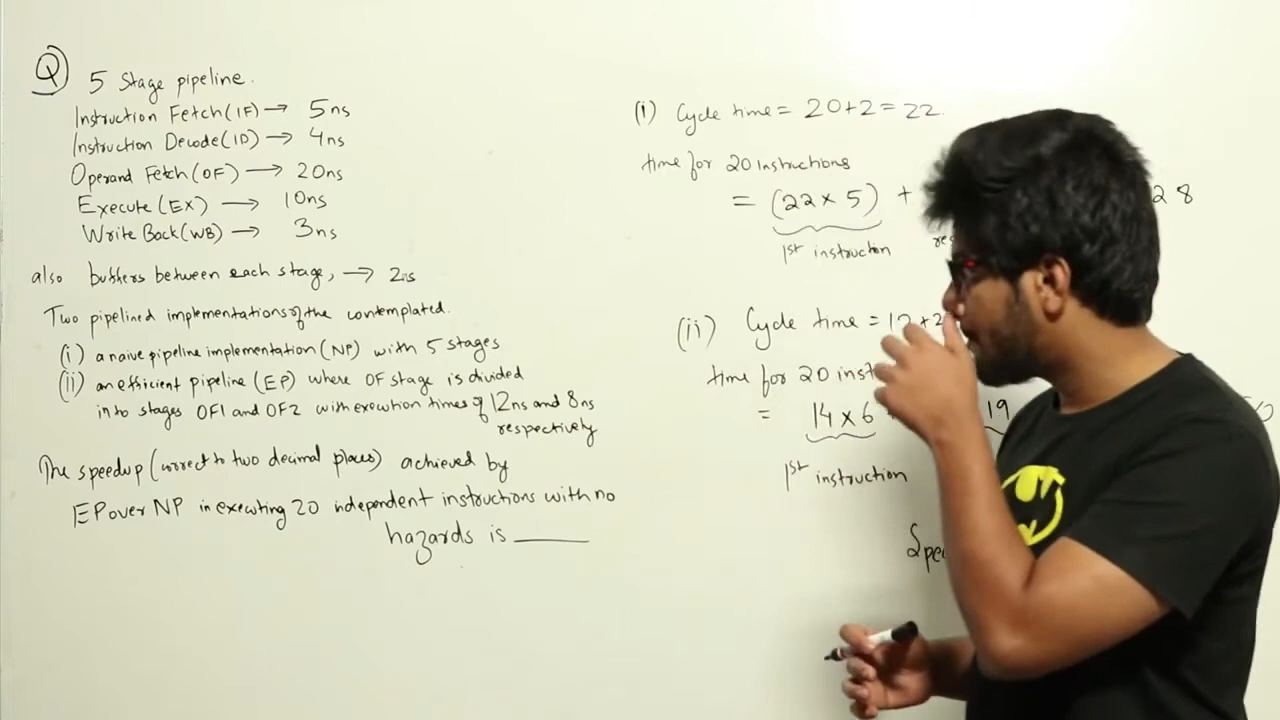 Q) 5 Stage pipeline.
Instruction Fetch(IF) → 5ns
Instruction Decode(ID) → 4ns
Operand Fetch(OF) → 20ns
Execute(EX) → 10ns
Write Back(WB) → 3ns
also buffers between each stage, → 2ns
Two pipelined implementations of the contemplated.
(i) a naive pipeline implementation (NP) with 5 stages
(ii) an efficient pipeline (EP) where OF stage is divided
into stages OF1 and OF2 with execution times of 12ns and 8ns
respectively
The speedup (correct to two decimal places) achieved by
EP over NP in executing 20 independent instructions with no
hazards is ______
(i) Cycle time = 20+2 = 22.
time for 20 instructions
= (22 x 5) + 28
1st instruction
(ii) Cycle time = 12+2
time for 20 inst
= 14 x 6 19
1st instruction
Spee